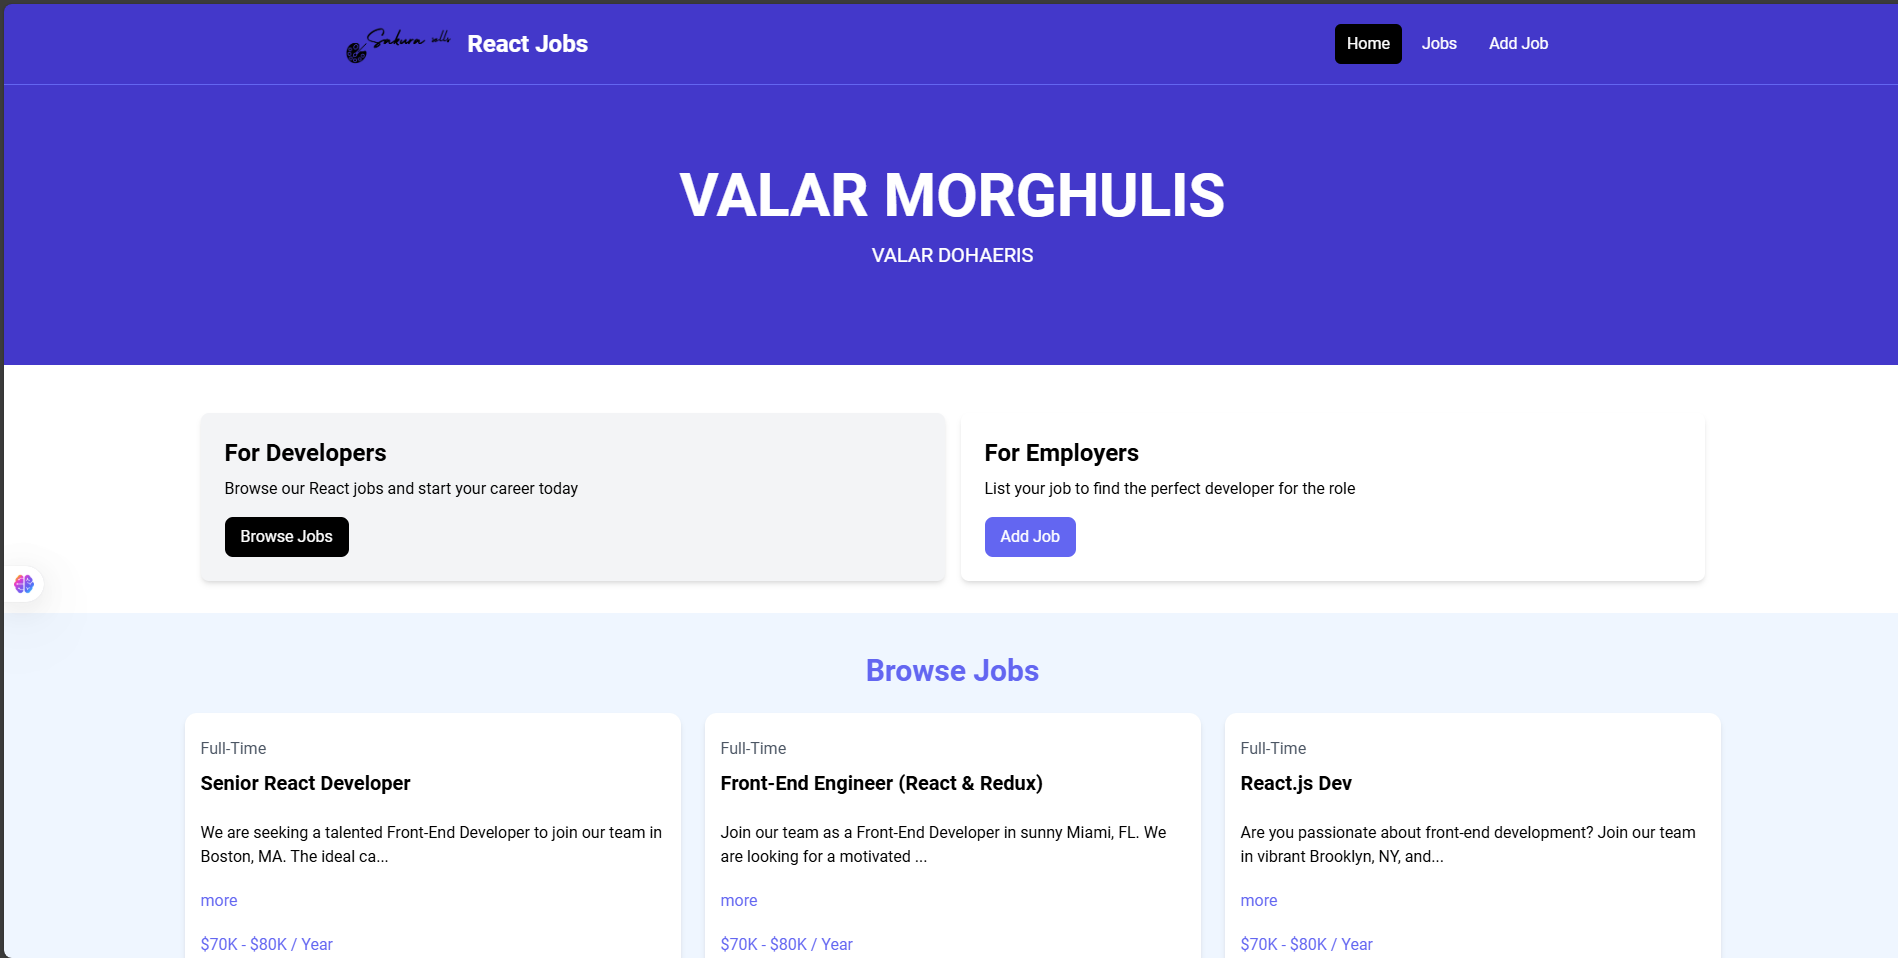 Sakura
React Jobs
Home
Jobs
Add Job
VALAR MORGHULIS
VALAR DOHAERIS
For Developers
Browse our React jobs and start your career today
Browse Jobs
For Employers
List your job to find the perfect developer for the role
Add Job
Browse Jobs
Full-Time
Senior React Developer
We are seeking a talented Front-End Developer to join our team in
Boston, MA. The ideal ca...
more
$70K - $80K / Year
Full-Time
Front-End Engineer (React & Redux)
Join our team as a Front-End Developer in sunny Miami, FL. We
are looking for a motivated ...
more
$70K - $80K / Year
Full-Time
React.js Dev
Are you passionate about front-end development? Join our team
in vibrant Brooklyn, NY, and...
more
$70K - $80K / Year